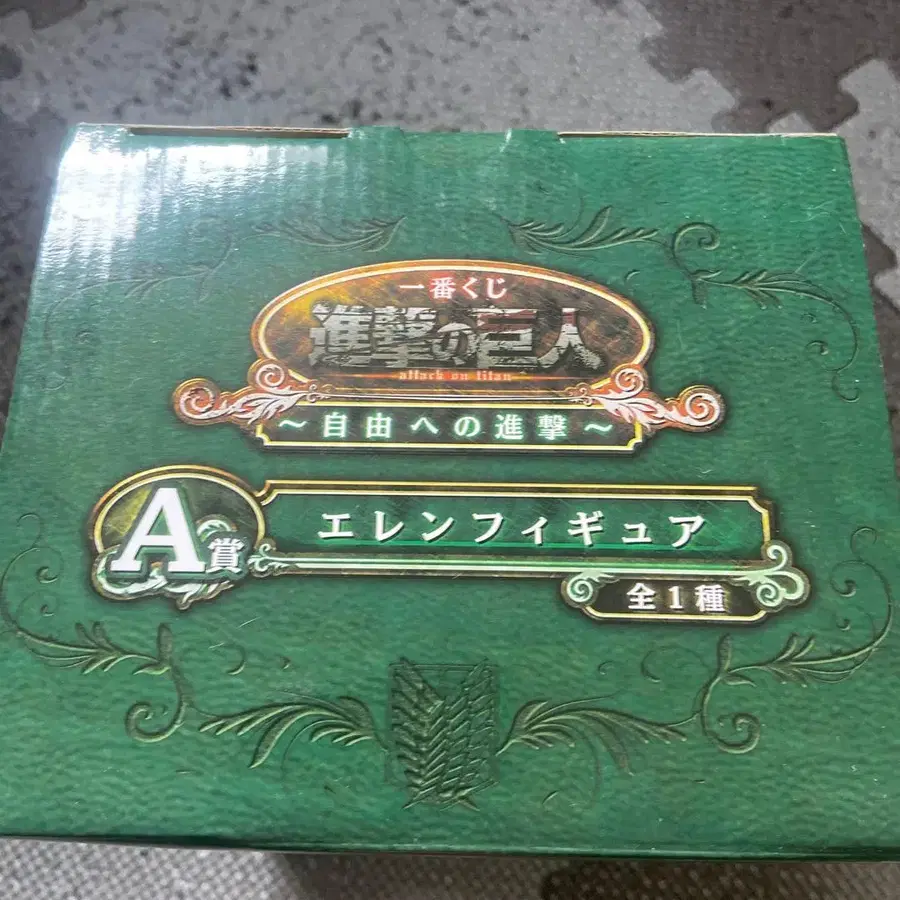 一番くじ
進撃の巨人
attack on titan
～自由への進撃～
A賞
エレンフィギュア
全1種